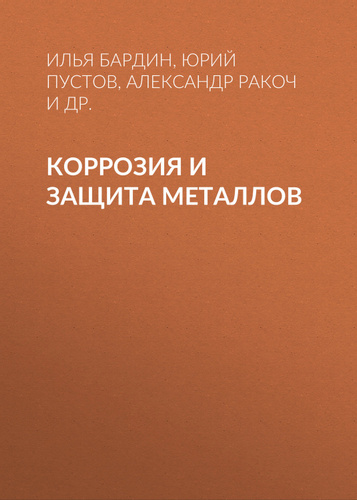 ИЛЬЯ БАРДИН, ЮРИЙ
ПУСТОВ, АЛЕКСАНДР РАКОЧ
И ДР.
КОРРОЗИЯ И
ЗАЩИТА МЕТАЛЛОВ